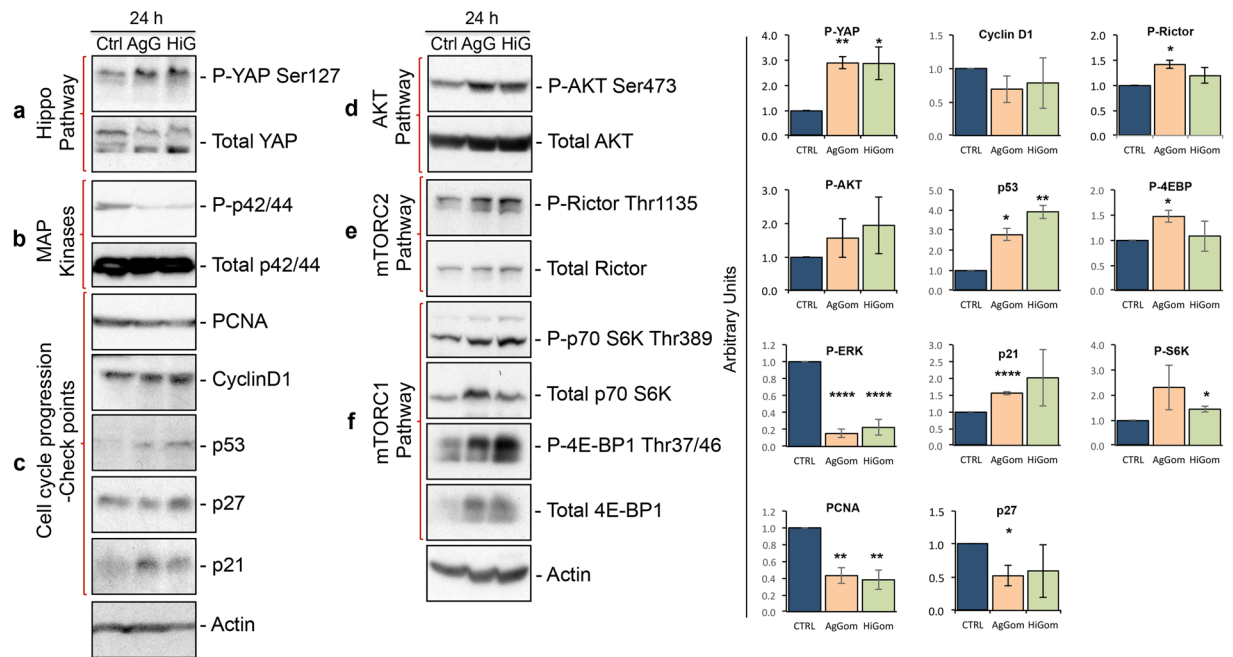 24 h
Ctrl AgG HiG
a
Hippo
Pathway
- P-YAP Ser127
- Total YAP
b
MAP
Kinases
- P-p42/44
- Total p42/44
c
Cell cycle progression
-Check points
- PCNA
- CyclinD1
- p53
- p27
- p21
- Actin
24 h
Ctrl AgG HiG
d
AKT
Pathway
- P-AKT Ser473
- Total AKT
e
mTORC2
Pathway
- P-Rictor Thr1135
- Total Rictor
f
mTORC1
Pathway
- P-p70 S6K Thr389
- Total p70 S6K
- P-4E-BP1 Thr37/46
- Total 4E-BP1
- Actin
Arbitrary Units
P-YAP
4.0
3.0
2.0
1.0
0.0
** *
CTRL AgGom HiGom
Cyclin D1
1.5
1.0
0.5
0.0
CTRL AgGom HiGom
P-Rictor
2.0
1.5
1.0
0.5
0.0
*
CTRL AgGom HiGom
P-AKT
3.0
2.0
1.0
0.0
CTRL AgGom HiGom
p53
5.0
4.0
3.0
2.0
1.0
0.0
* **
CTRL AgGom HiGom
P-4EBP
2.0
1.5
1.0
0.5
0.0
*
CTRL AgGom HiGom
P-ERK
1.2
1.0
0.8
0.6
0.4
0.2
0.0
**** ****
CTRL AgGom HiGom
p21
3.0
2.5
2.0
1.5
1.0
0.5
0.0
****
CTRL AgGom HiGom
P-S6K
4.0
3.0
2.0
1.0
0.0
*
CTRL AgGom HiGom
PCNA
1.2
1.0
0.8
0.6
0.4
0.2
0.0
** **
CTRL AgGom HiGom
p27
1.5
1.0
0.5
0.0
*
CTRL AgGom HiGom